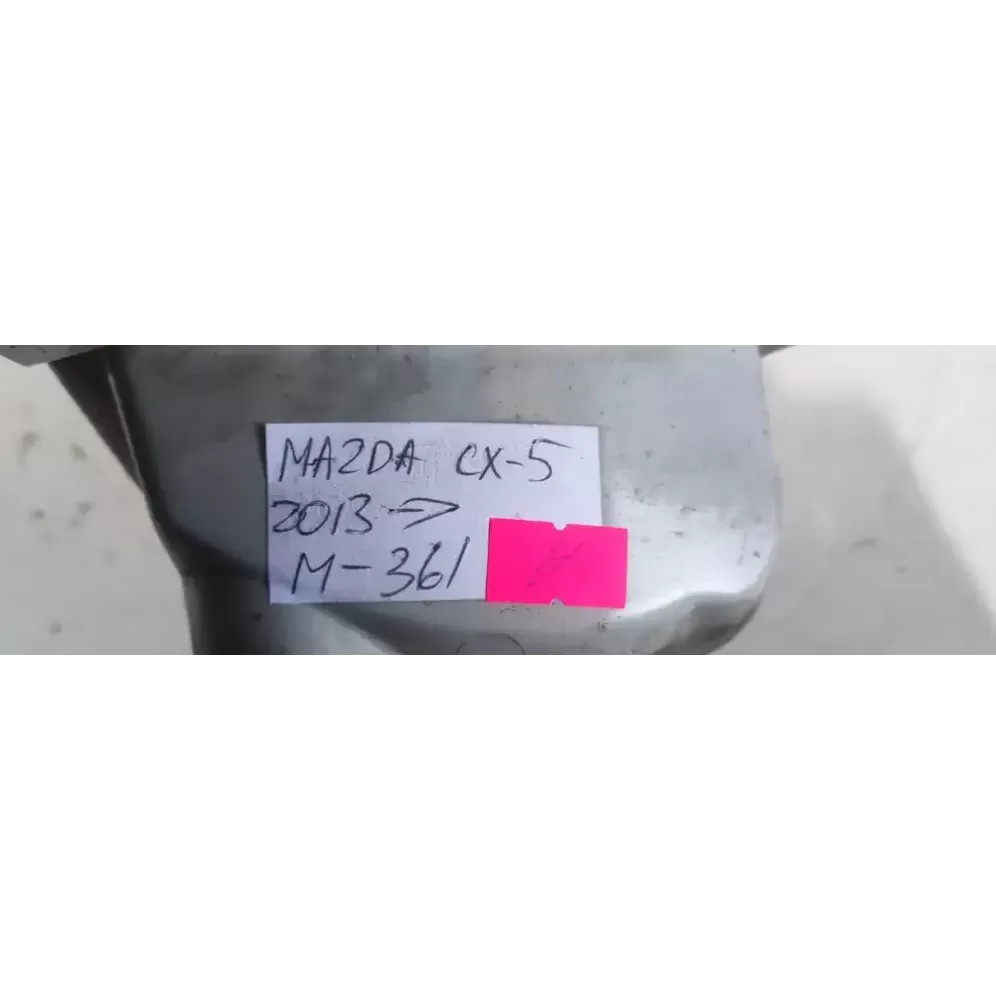 MAZDA CX-5
2013 →
M-361